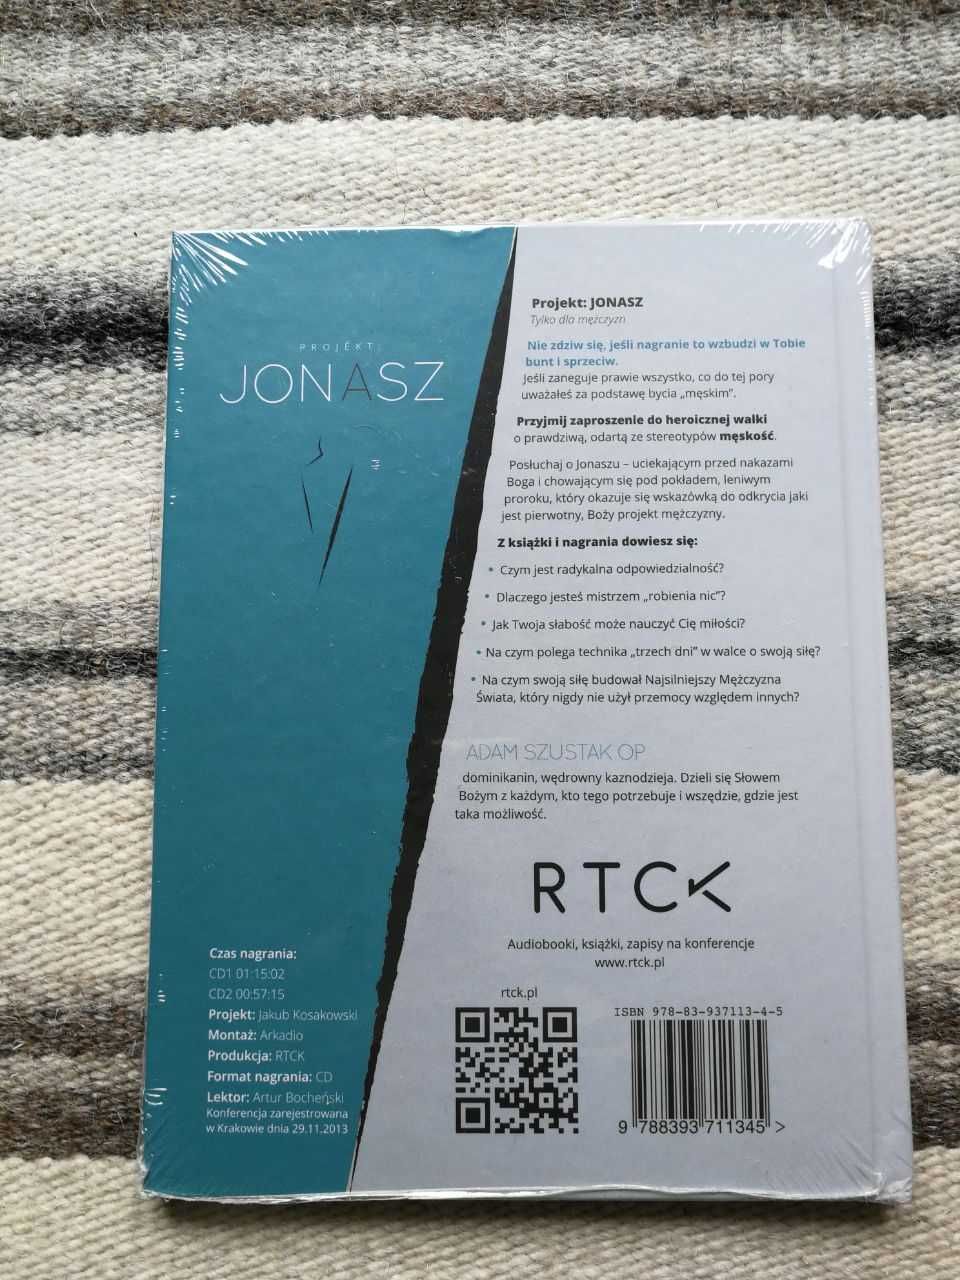 PROJEKT:
JONASZ
Projekt: JONASZ
Tylko dla mężczyzn
Nie zdziw się, jeśli nagranie to wzbudzi w Tobie
bunt i sprzeciw.
Jeśli zaneguje prawie wszystko, co do tej pory
uważałeś za podstawę bycia „męskim”.
Przyjmij zaproszenie do heroicznej walki
o prawdziwą, odartą ze stereotypów męskość.
Posłuchaj o Jonaszu – uciekającym przed nakazami
Boga i chowającym się pod pokładem, leniwym
proroku, który okazuje się wskazówką do odkrycia jaki
jest pierwotny, Boży projekt mężczyzny.
Z książki i nagrania dowiesz się:
• Czym jest radykalna odpowiedzialność?
• Dlaczego jesteś mistrzem „robienia nic”?
• Jak Twoja słabość może nauczyć Cię miłości?
• Na czym polega technika „trzech dni” w walce o swoją siłę?
• Na czym swoją siłę budował Najsilniejszy Mężczyzna
Świata, który nigdy nie użył przemocy względem innych?
ADAM SZUSTAK OP
dominikanin, wędrowny kaznodzieja. Dzieli się Słowem
Bożym z każdym, kto tego potrzebuje i wszędzie, gdzie jest
taka możliwość.
RTCK
Audiobooki, książki, zapisy na konferencje
www.rtck.pl
rtck.pl
ISBN 978-83-937113-4-5
9 788393 711345 >
Czas nagrania:
CD1 01:15:02
CD2 00:57:15
Projekt: Jakub Kosakowski
Montaż: Arkadio
Produkcja: RTCK
Format nagrania: CD
Lektor: Artur Bocheński
Konferencja zarejestrowana
w Krakowie dnia 29.11.2013